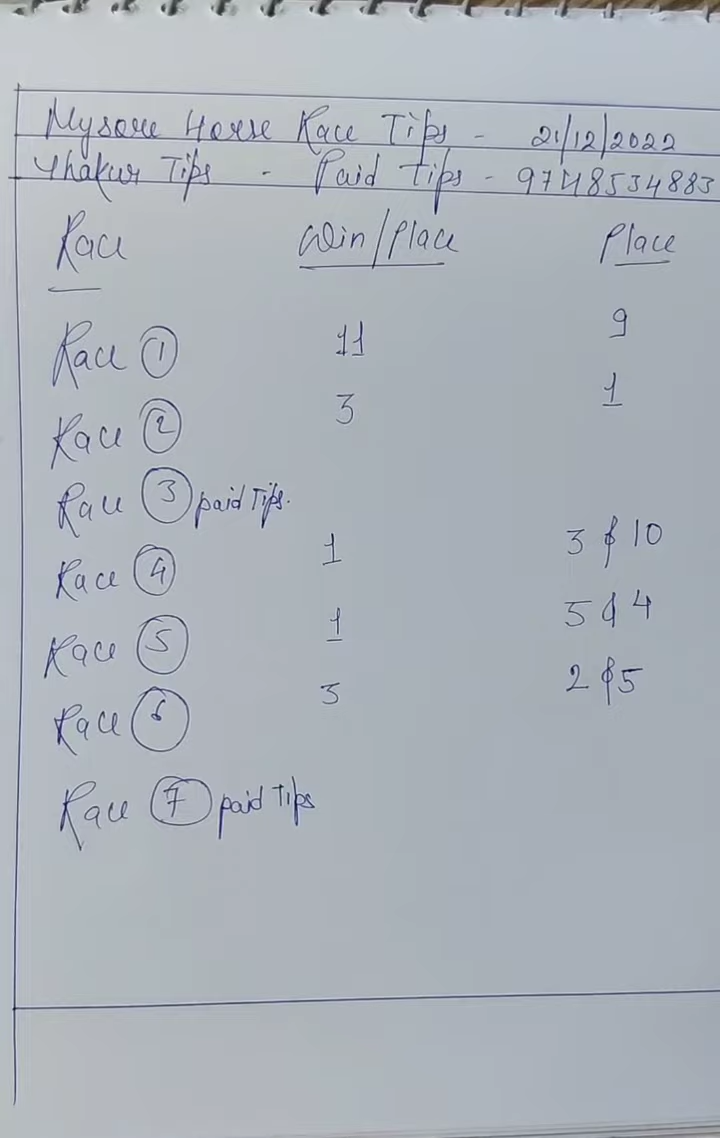 Mysore Horse Race Tips - 21/12/2022
Thakur Tips - Paid Tips - 9748534883
Race Win/Place Place
Race 1 11 9
Race 2 3 1
Race 3 paid Tips.
Race 4 1 3 & 10
Race 5 1 5 & 4
Race 6 3 2 & 5
Race 7 paid Tips